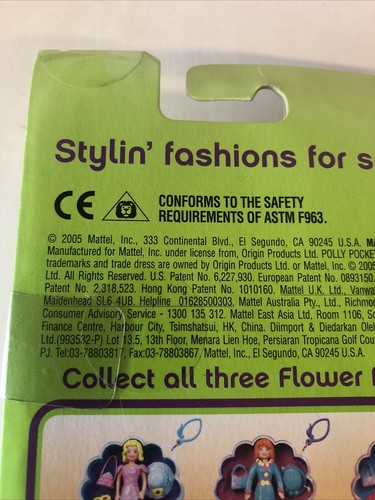 Stylin' fashions for s
CE
CONFORMS TO THE SAFETY
REQUIREMENTS OF ASTM F963.
© 2005 Mattel, Inc., 333 Continental Blvd., El Segundo, CA 90245 U.S.A. MA
Manufactured for Mattel, Inc. under license from, Origin Products Ltd. POLLY POCKE
trademarks and trade dress are owned by Origin Products Ltd. or Mattel, Inc. © 2005
Ltd. All Rights Reserved. U.S. Patent No. 6,227,930. European Patent No. 0893150.
Patent No. 2,318,523. Hong Kong Patent No. 1010160. Mattel U.K. Ltd., Vanwa
Maidenhead SL6 4UB. Helpline 01628500303. Mattel Australia Pty., Ltd., Richmon
Consumer Advisory Service - 1300 135 312. Mattel East Asia Ltd, Room 1106, So
Finance Centre, Harbour City, Tsimshatsui, HK, China. Diimport & Diedarkan Oleh
Ltd.(993532-P) Lot 13.5, 13th Floor, Menara Lien Hoe, Persiaran Tropicana Golf Cou
PJ. Tel:03-78803817, Fax:03-78803867. Mattel, Inc., El Segundo, CA 90245 U.S.A.
Collect all three Flower